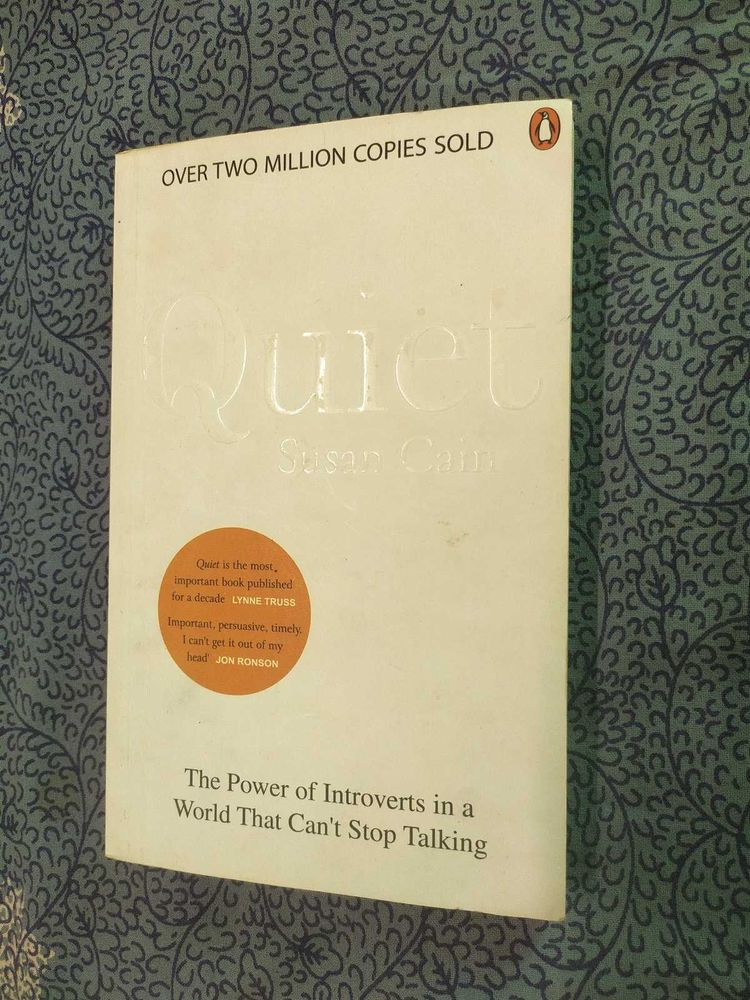 OVER TWO MILLION COPIES SOLD
Quiet
Susan Cain
Quiet is the most
important book published
for a decade LYNNE TRUSS
Important, persuasive, timely.
I can't get it out of my
head' JON RONSON
The Power of Introverts in a
World That Can't Stop Talking